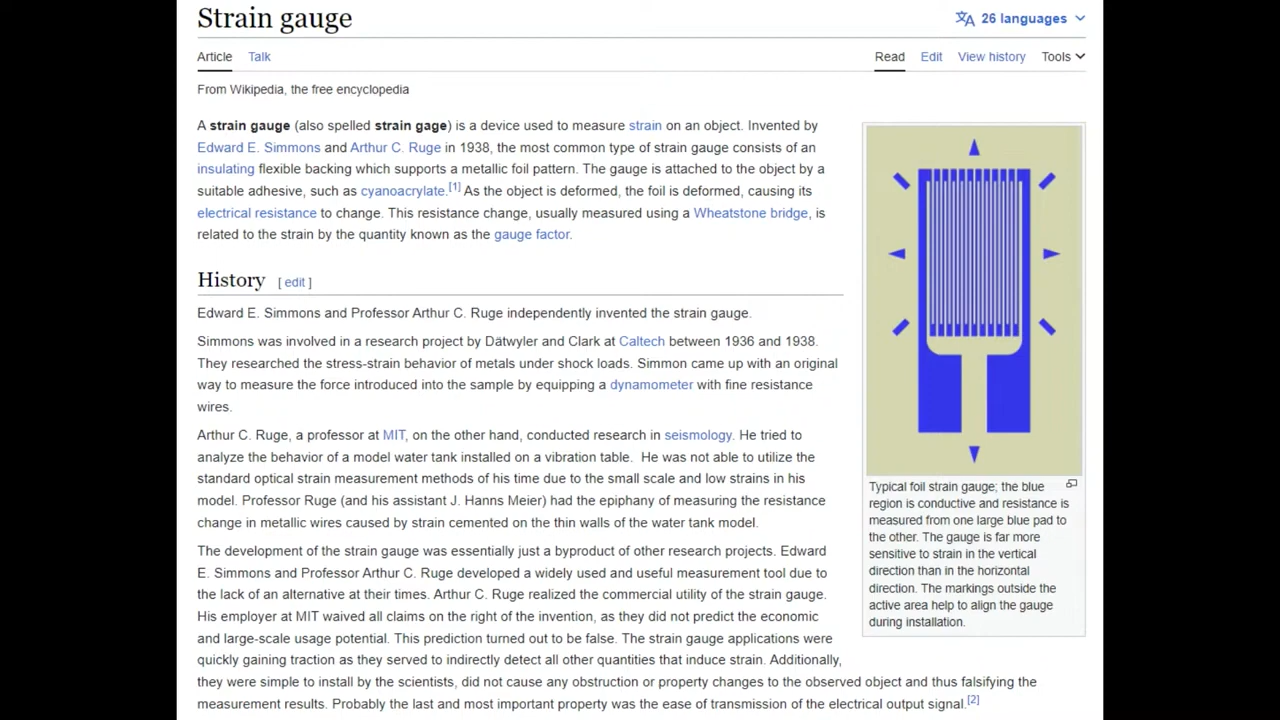 Strain gauge
26 languages
Article Talk
Read Edit View history Tools
From Wikipedia, the free encyclopedia
A strain gauge (also spelled strain gage) is a device used to measure strain on an object. Invented by
Edward E. Simmons and Arthur C. Ruge in 1938, the most common type of strain gauge consists of an
insulating flexible backing which supports a metallic foil pattern. The gauge is attached to the object by a
suitable adhesive, such as cyanoacrylate.[1] As the object is deformed, the foil is deformed, causing its
electrical resistance to change. This resistance change, usually measured using a Wheatstone bridge, is
related to the strain by the quantity known as the gauge factor.
History [ edit ]
Edward E. Simmons and Professor Arthur C. Ruge independently invented the strain gauge.
Simmons was involved in a research project by Dätwyler and Clark at Caltech between 1936 and 1938.
They researched the stress-strain behavior of metals under shock loads. Simmon came up with an original
way to measure the force introduced into the sample by equipping a dynamometer with fine resistance
wires.
Arthur C. Ruge, a professor at MIT, on the other hand, conducted research in seismology. He tried to
analyze the behavior of a model water tank installed on a vibration table. He was not able to utilize the
standard optical strain measurement methods of his time due to the small scale and low strains in his
model. Professor Ruge (and his assistant J. Hanns Meier) had the epiphany of measuring the resistance
change in metallic wires caused by strain cemented on the thin walls of the water tank model.
The development of the strain gauge was essentially just a byproduct of other research projects. Edward
E. Simmons and Professor Arthur C. Ruge developed a widely used and useful measurement tool due to
the lack of an alternative at their times. Arthur C. Ruge realized the commercial utility of the strain gauge.
His employer at MIT waived all claims on the right of the invention, as they did not predict the economic
and large-scale usage potential. This prediction turned out to be false. The strain gauge applications were
quickly gaining traction as they served to indirectly detect all other quantities that induce strain. Additionally,
they were simple to install by the scientists, did not cause any obstruction or property changes to the observed object and thus falsifying the
measurement results. Probably the last and most important property was the ease of transmission of the electrical output signal.[2]
Typical foil strain gauge; the blue
region is conductive and resistance is
measured from one large blue pad to
the other. The gauge is far more
sensitive to strain in the vertical
direction than in the horizontal
direction. The markings outside the
active area help to align the gauge
during installation.